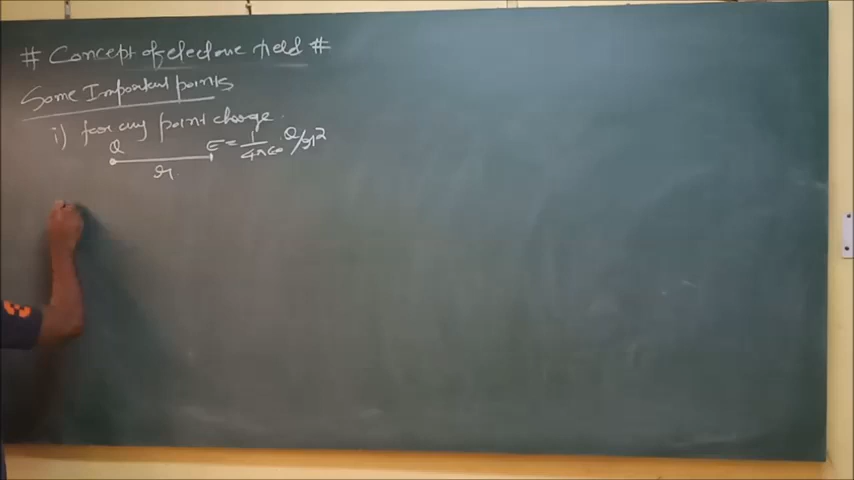 # Concept of electric field #
Some Important points
i) for any point charge.
Q E = 1/4πε₀ · Q/r²
r